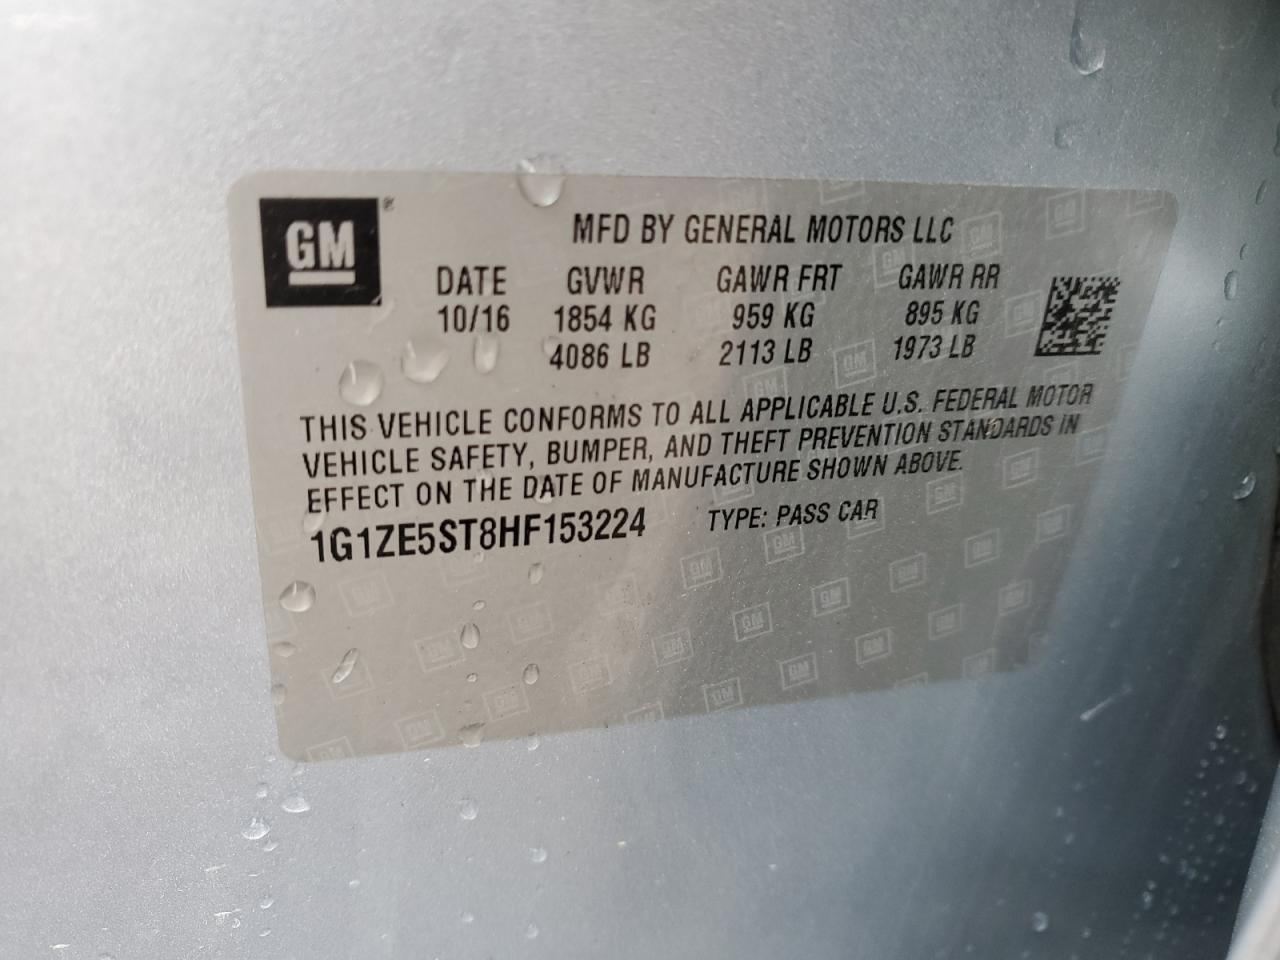 GM ®
MFD BY GENERAL MOTORS LLC
DATE GVWR GAWR FRT GAWR RR
10/16 1854 KG 959 KG 895 KG
4086 LB 2113 LB 1973 LB
THIS VEHICLE CONFORMS TO ALL APPLICABLE U.S. FEDERAL MOTOR
VEHICLE SAFETY, BUMPER, AND THEFT PREVENTION STANDARDS IN
EFFECT ON THE DATE OF MANUFACTURE SHOWN ABOVE.
1G1ZE5ST8HF153224 TYPE: PASS CAR